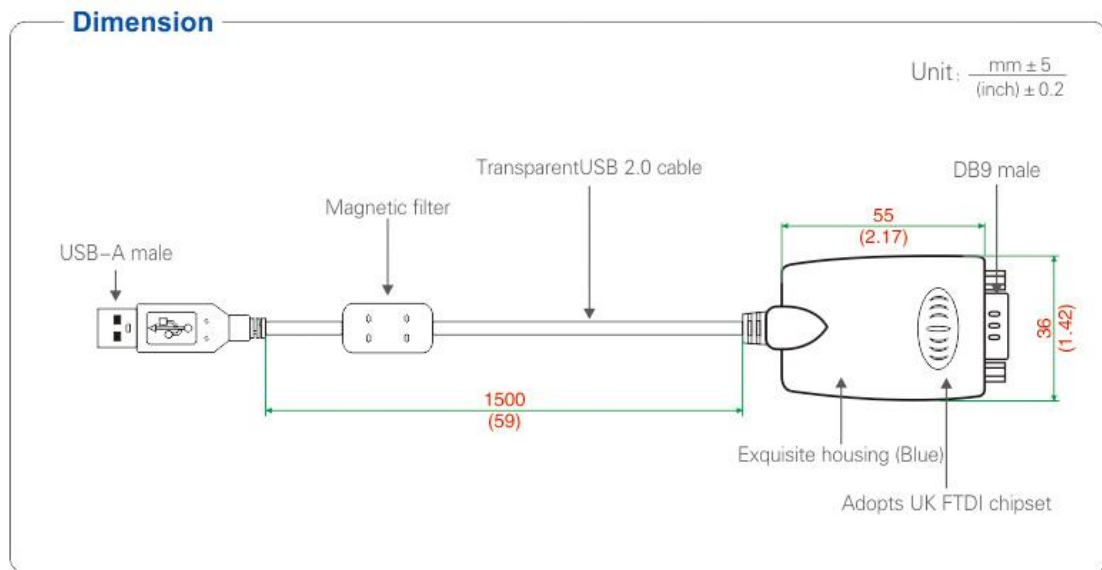 Dimension
Unit: mm ± 5
(inch) ± 0.2
TransparentUSB 2.0 cable
DB9 male
Magnetic filter
55
(2.17)
USB-A male
36
(1.42)
1500
(59)
Exquisite housing (Blue)
Adopts UK FTDI chipset